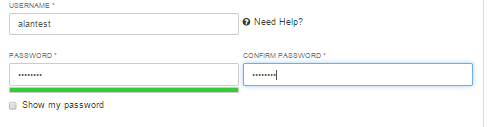 USERNAME *
alantest
Need Help?
PASSWORD * CONFIRM PASSWORD *
•••••••• ••••••••
Show my password